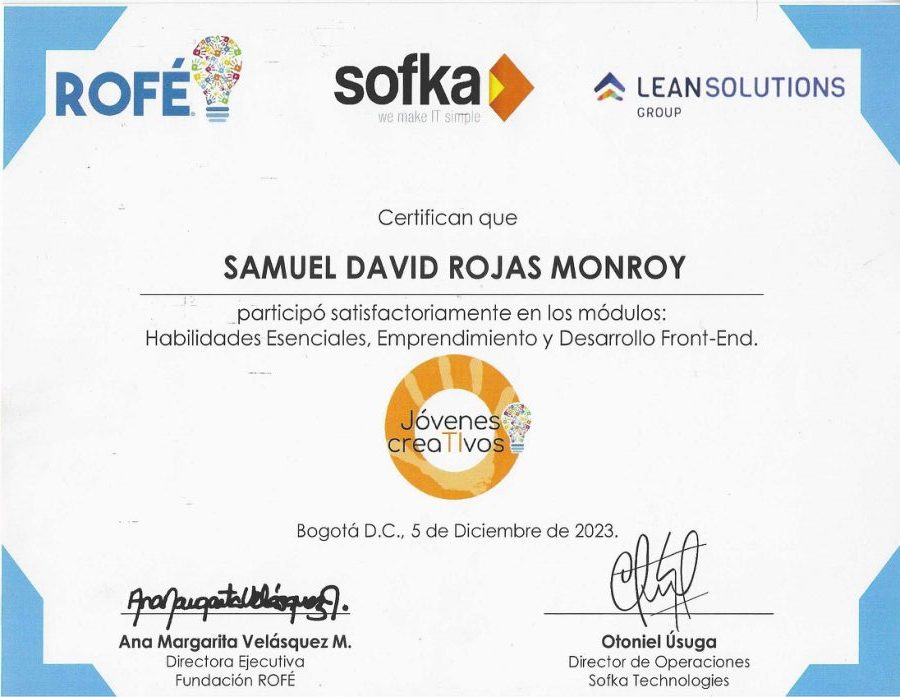 ROFÉ
sofka
we make IT simple
LEANSOLUTIONS
GROUP
Certifican que
SAMUEL DAVID ROJAS MONROY
participó satisfactoriamente en los módulos:
Habilidades Esenciales, Emprendimiento y Desarrollo Front-End.
Jóvenes
creaTIvos
Bogotá D.C., 5 de Diciembre de 2023.
Ana Margarita Velásquez M.
Directora Ejecutiva
Fundación ROFÉ
Otoniel Úsuga
Director de Operaciones
Sofka Technologies